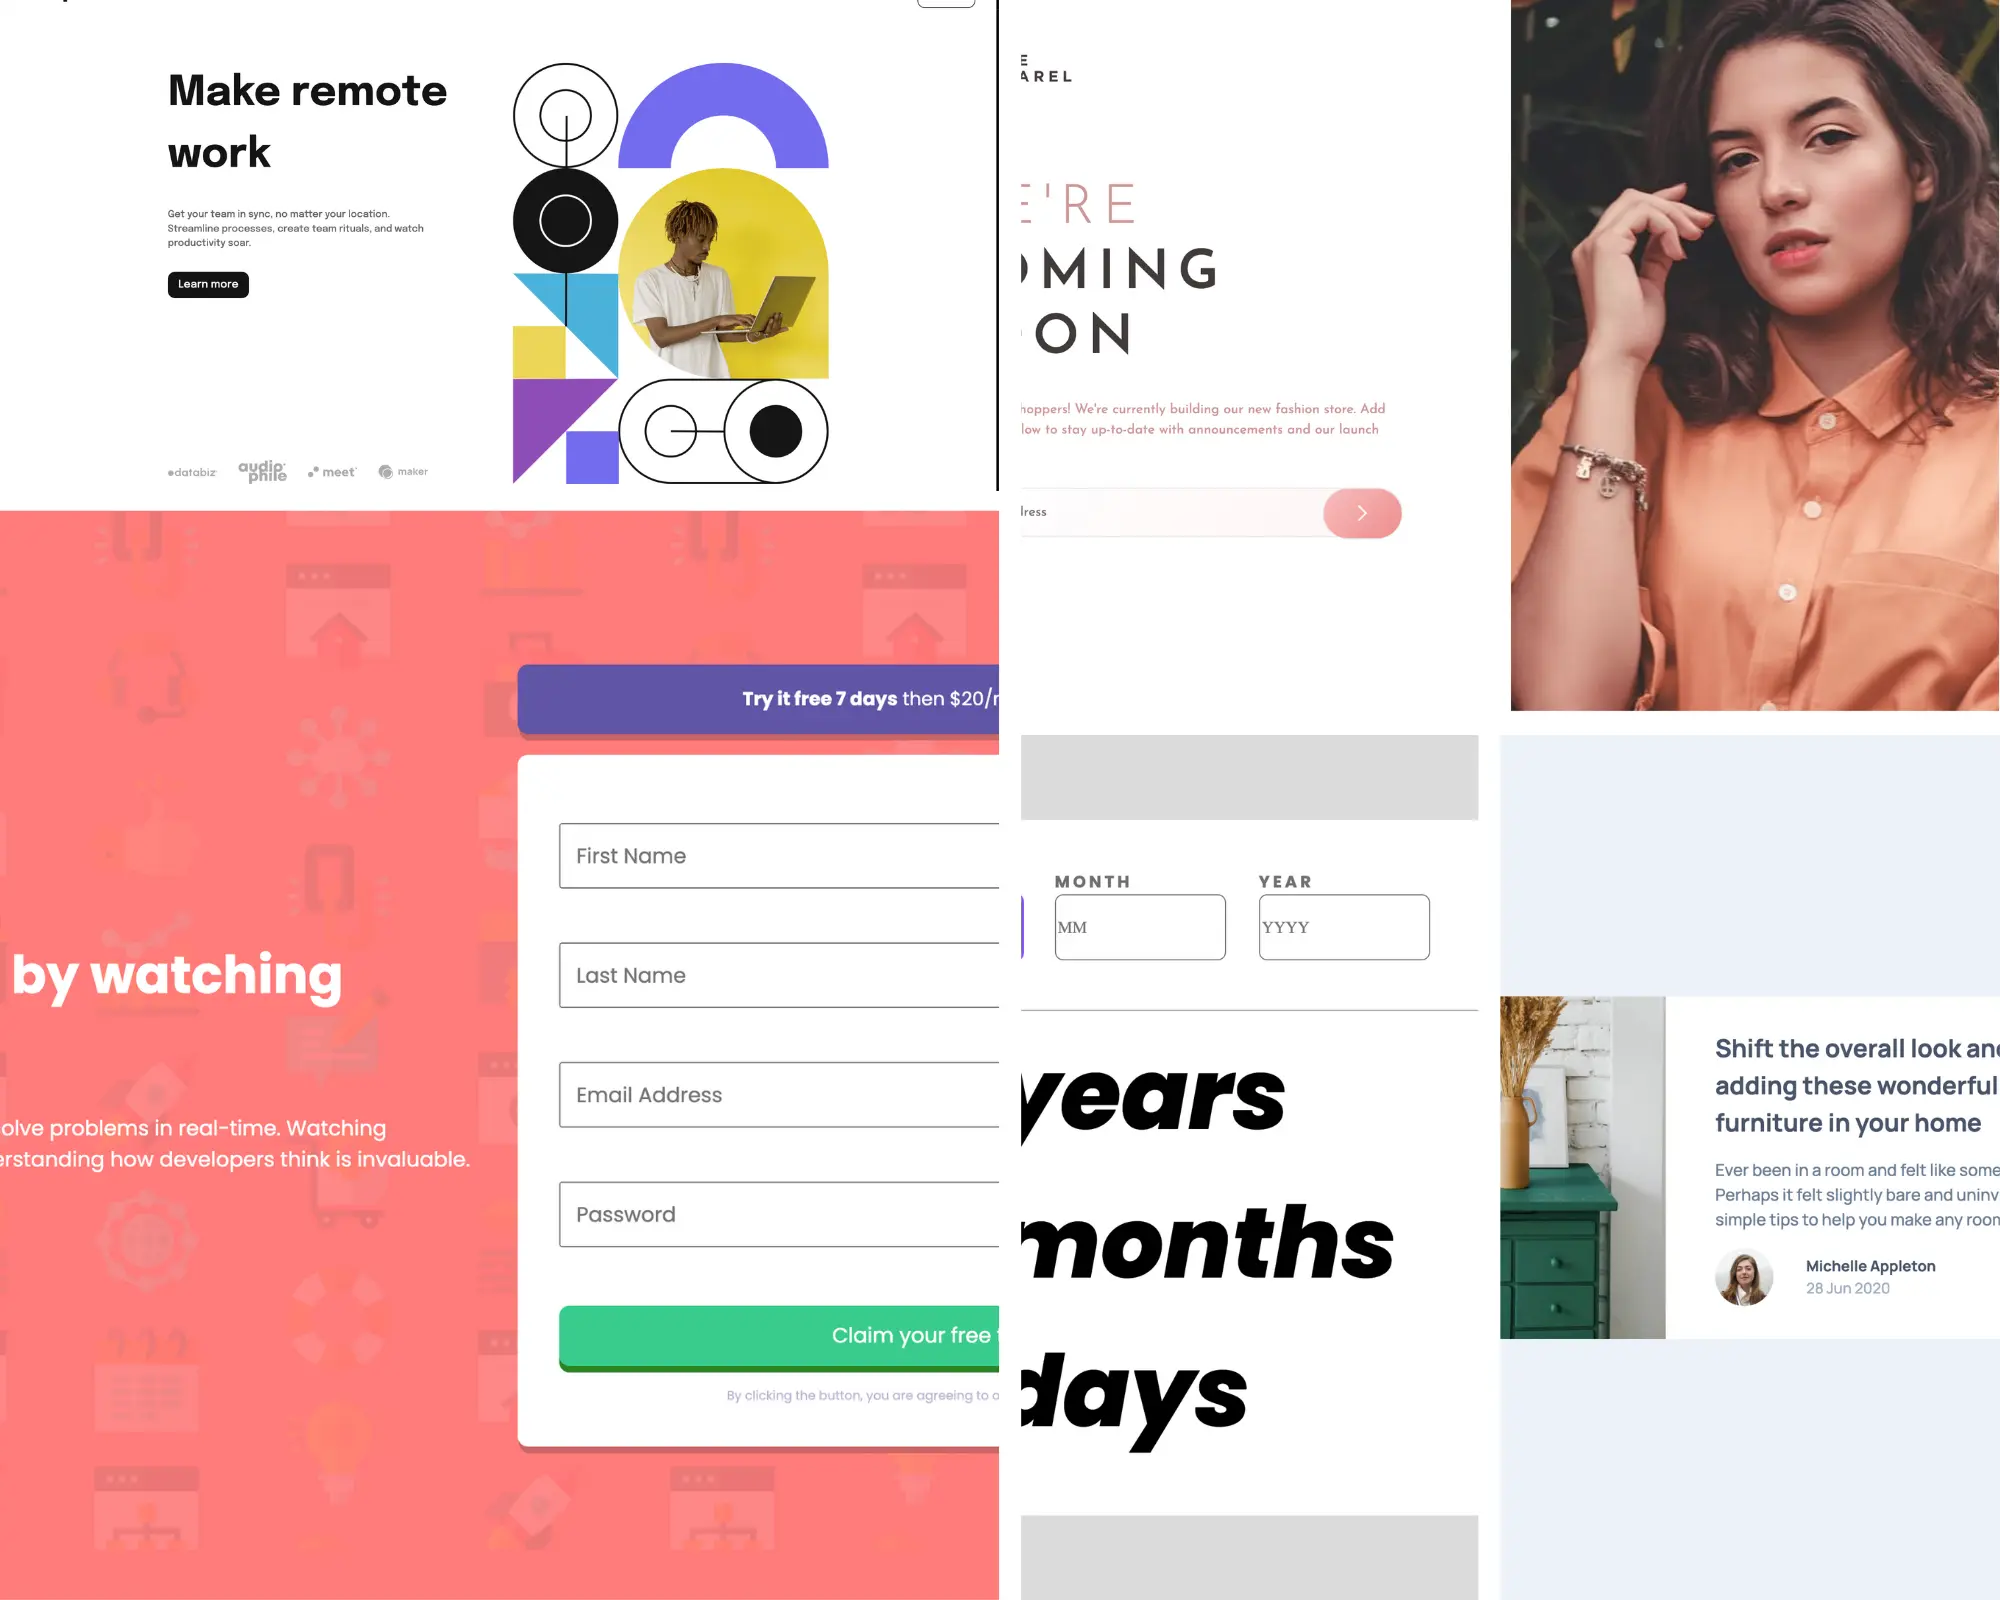 Make remote
work
Get your team in sync, no matter your location.
Streamline processes, create team rituals, and watch
productivity soar.
Learn more
databiz
audiophile
meet
maker
E
AREL
E'RE
OMING
OON
hoppers! We're currently building our new fashion store. Add
low to stay up-to-date with announcements and our launch
dress
Try it free 7 days then $20/
First Name
Last Name
Email Address
Password
Claim your free
By clicking the button, you are agreeing to
by watching
olve problems in real-time. Watching
erstanding how developers think is invaluable.
MONTH
YEAR
MM
YYYY
years
months
days
Shift the overall look and
adding these wonderful
furniture in your home
Ever been in a room and felt like some
Perhaps it felt slightly bare and uninv
simple tips to help you make any room
Michelle Appleton
28 Jun 2020